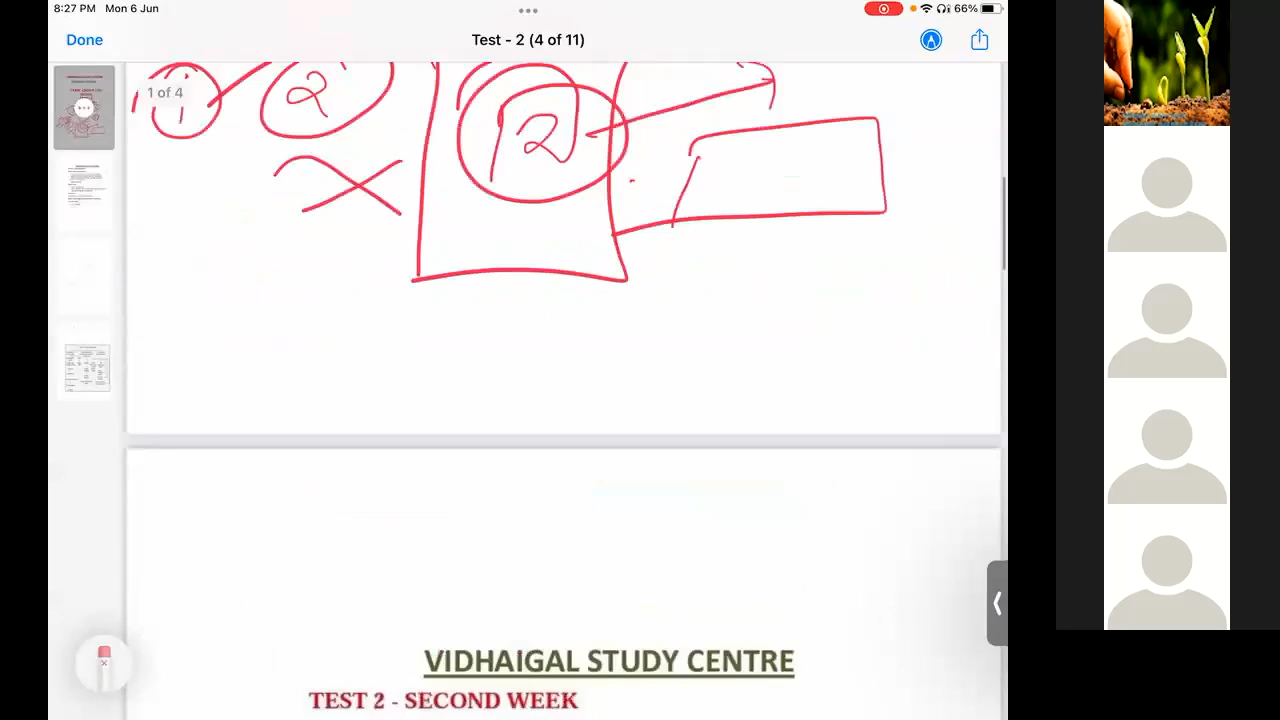 8:27 PM Mon 6 Jun
66%
Done
Test - 2 (4 of 11)
1 of 4
1
2
2
VIDHAIGAL STUDY CENTRE
TEST 2 - SECOND WEEK